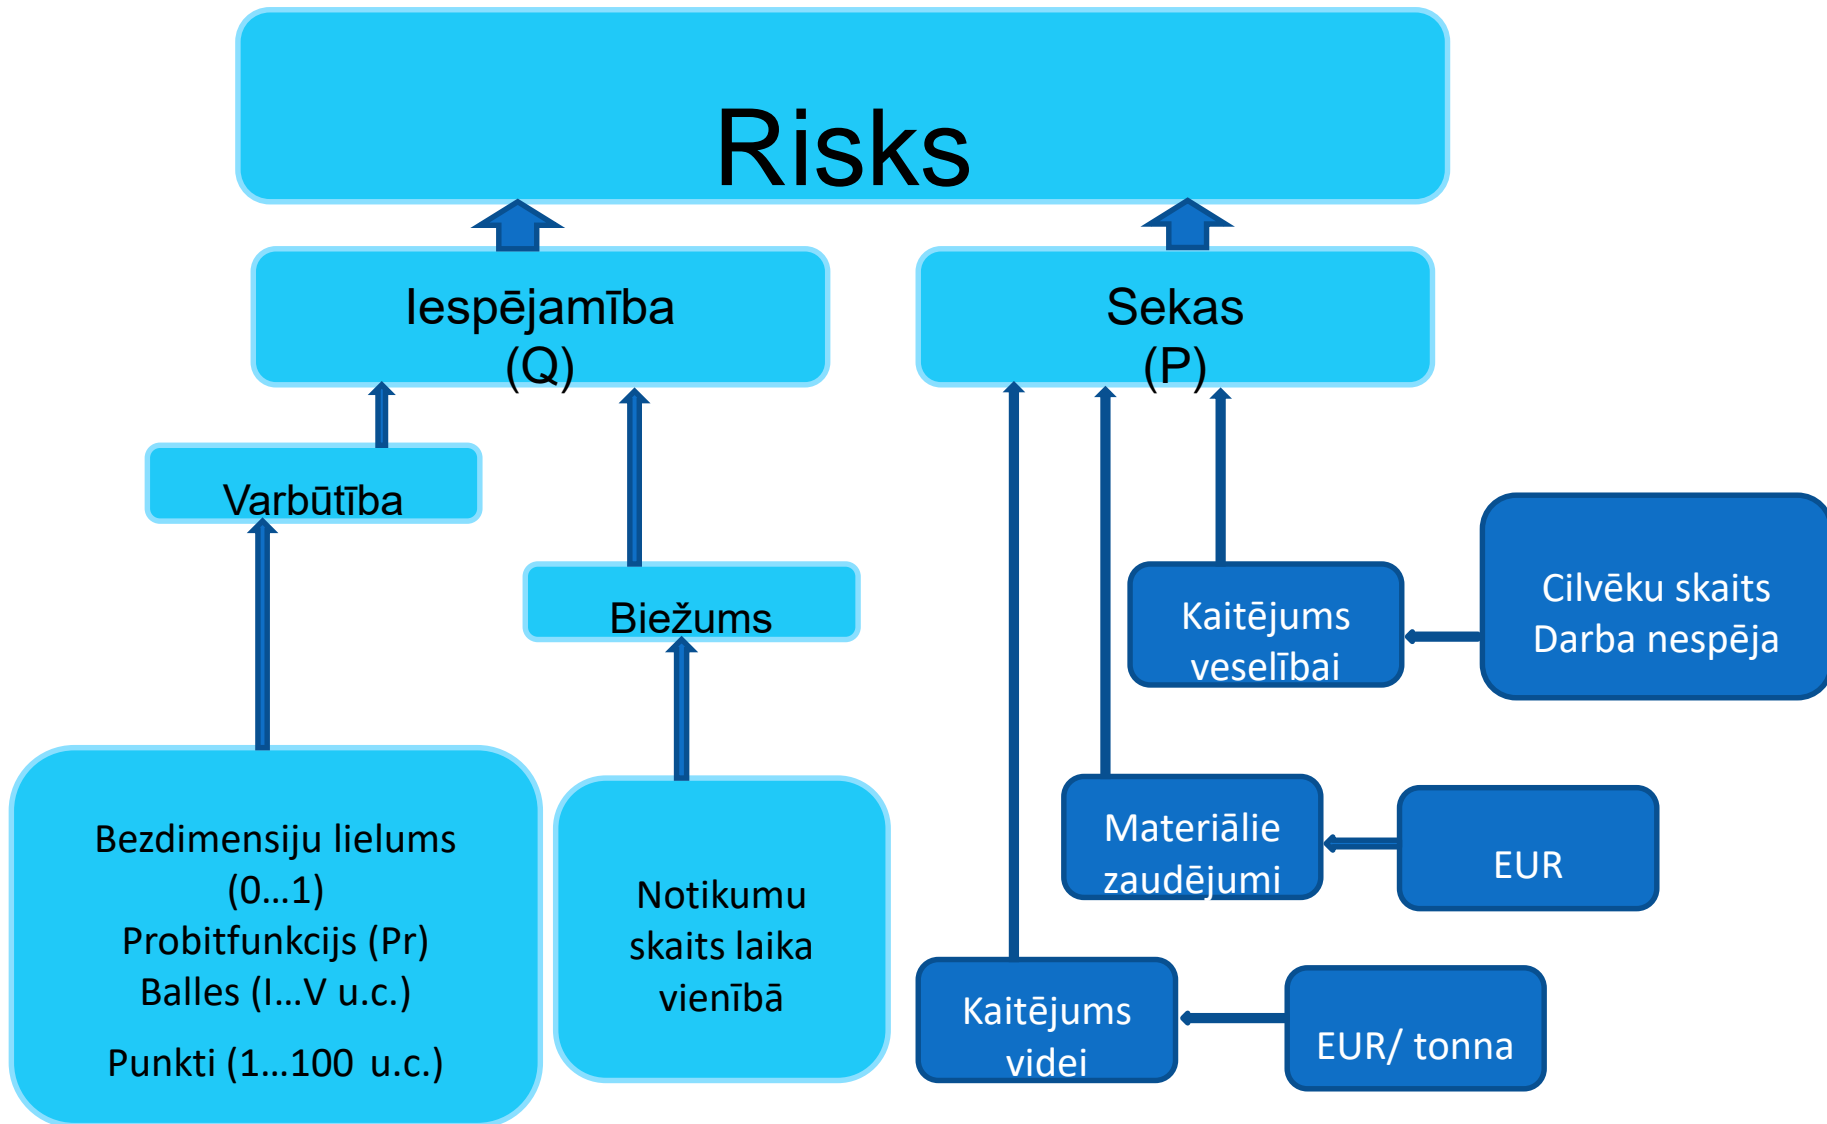 Risks
Iespējamība
(Q)
Sekas
(P)
Varbūtība
Biežums
Kaitējums
veselībai
Cilvēku skaits
Darba nespēja
Bezdimensiju lielums
(0...1)
Probitfunkcijs (Pr)
Balles (I...V u.c.)
Punkti (1...100 u.c.)
Notikumu
skaits laika
vienībā
Materiālie
zaudējumi
EUR
Kaitējums
videi
EUR/ tonna